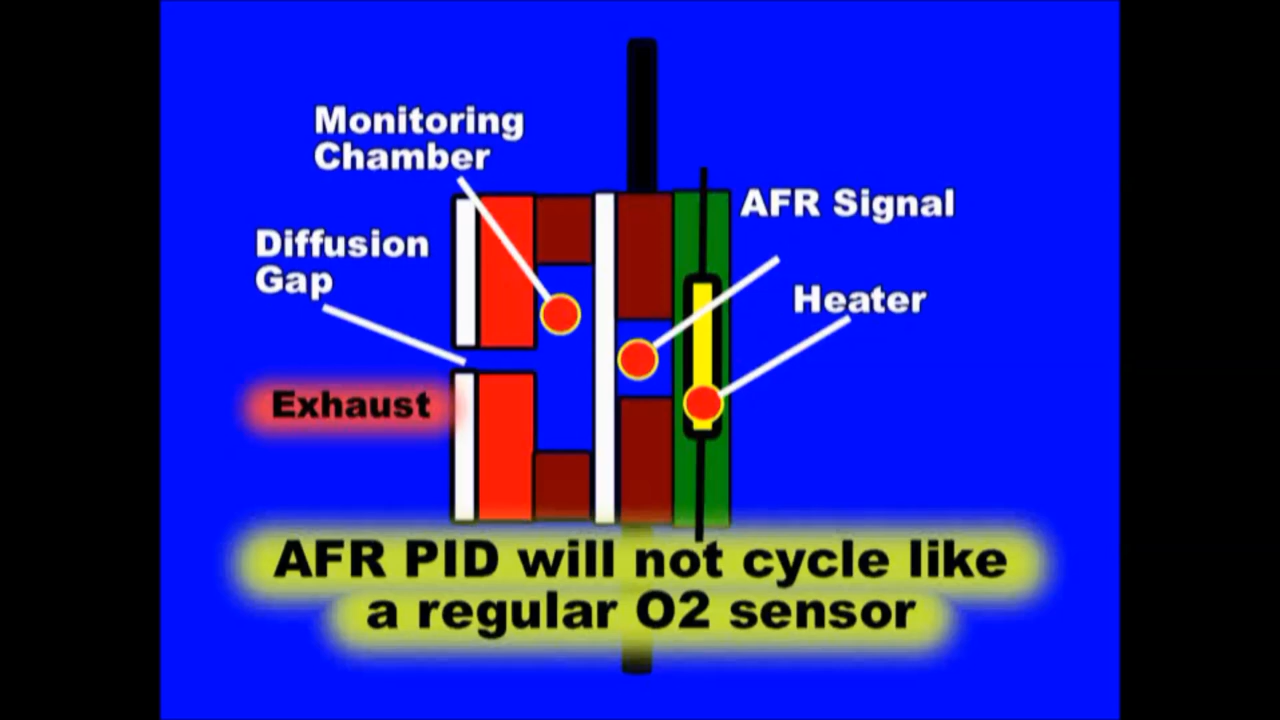 Monitoring
Chamber
AFR Signal
Diffusion
Gap
Heater
Exhaust
AFR PID will not cycle like
a regular O2 sensor